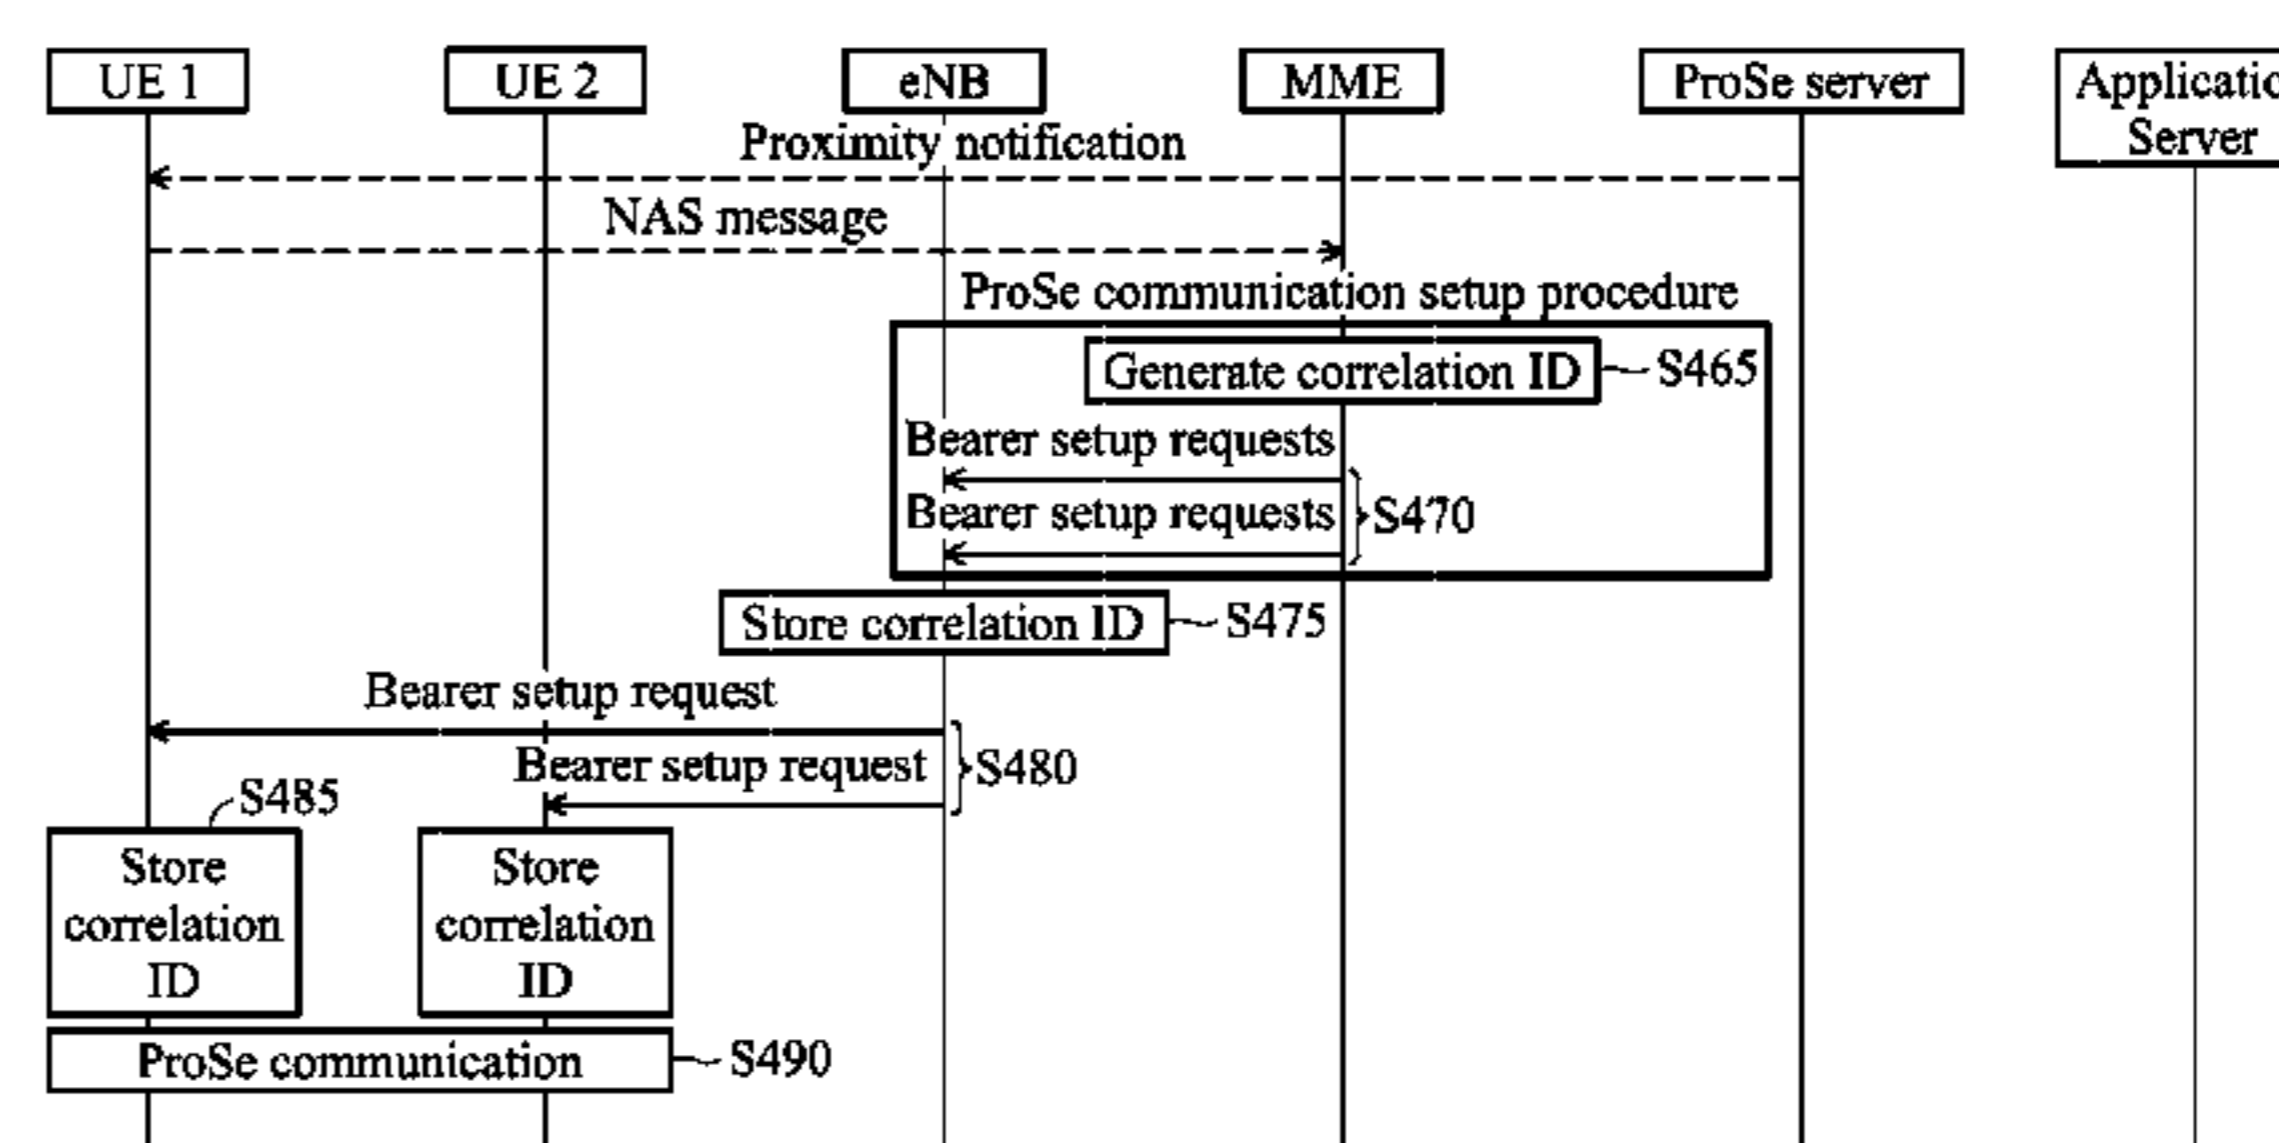 UE 1
UE 2
eNB
MME
ProSe server
Server
Proximity notification
NAS message
ProSe communication setup procedure
Generate correlation ID
S465
Bearer setup requests
Bearer setup requests
S470
Store correlation ID
S475
Bearer setup request
Bearer setup request
S480
S485
Store
correlation
ID
Store
correlation
ID
ProSe communication
S490